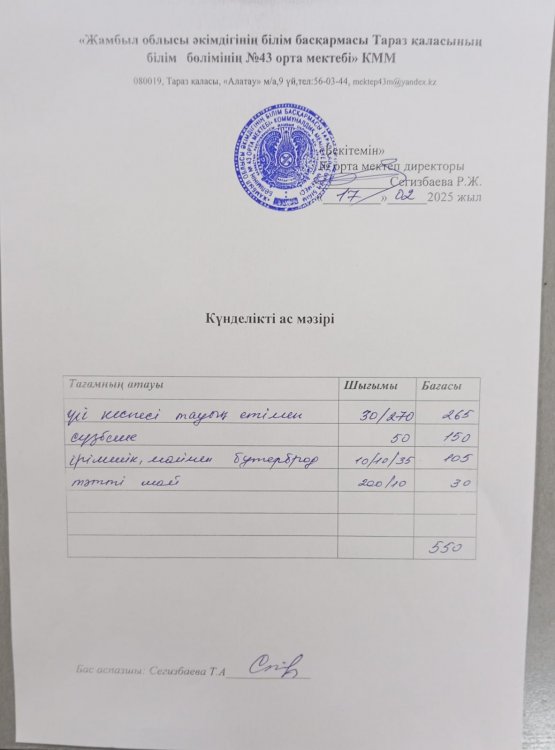 «Жамбыл облысы әкімдігінің білім басқармасы Тараз қаласының
білім бөлімінің №43 орта мектебі» КММ
080019, Тараз қаласы, «Алатау» м/а,9 үй,тел:56-03-44, mektep43m@yandex.kz
«Бекітемін»
орта мектеп директоры
Сегизбаева Р.Ж.
17 » 02 2025 жыл
Күнделікті ас мәзірі
Тағамның атауы Шығымы Бағасы
үй кеспесі тауық етімен 30/270 265
сүзбеше 50 150
ірімшік, маймен бутерброд 10/10/35 105
тәтті шай 200/10 30
550
Бас аспазшы: Сегизбаева Т.А